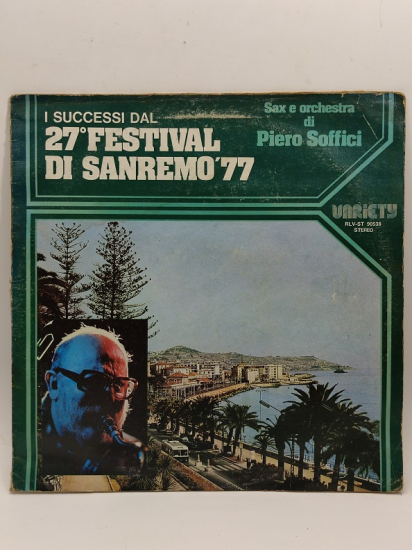 I SUCCESSI DAL
27° FESTIVAL
DI SANREMO '77
Sax e orchestra
di
Piero Soffici
VARIETY
RLV-ST 90538
STEREO